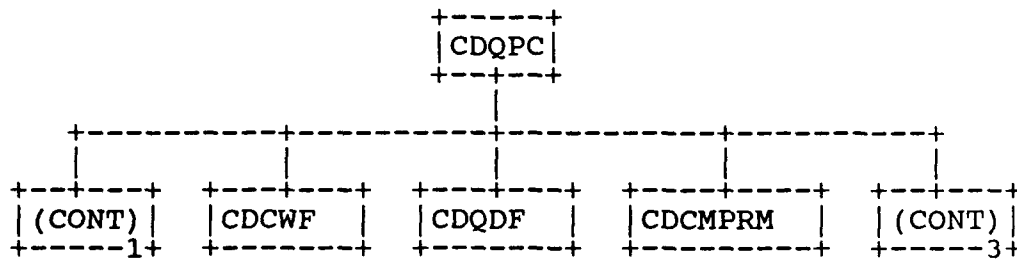 CDQPC
(CONT) CDCWF CDQDF CDCMPRM (CONT)
1 3